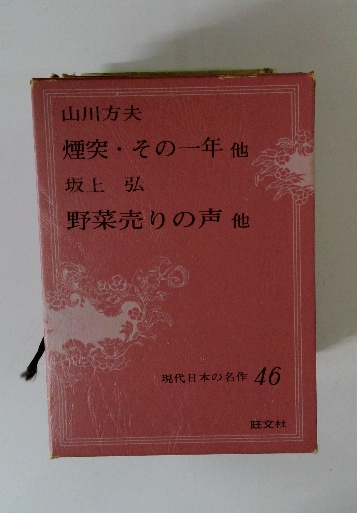 山川方夫
煙突・その一年 他
坂上 弘
野菜売りの声 他
現代日本の名作 46
旺文社